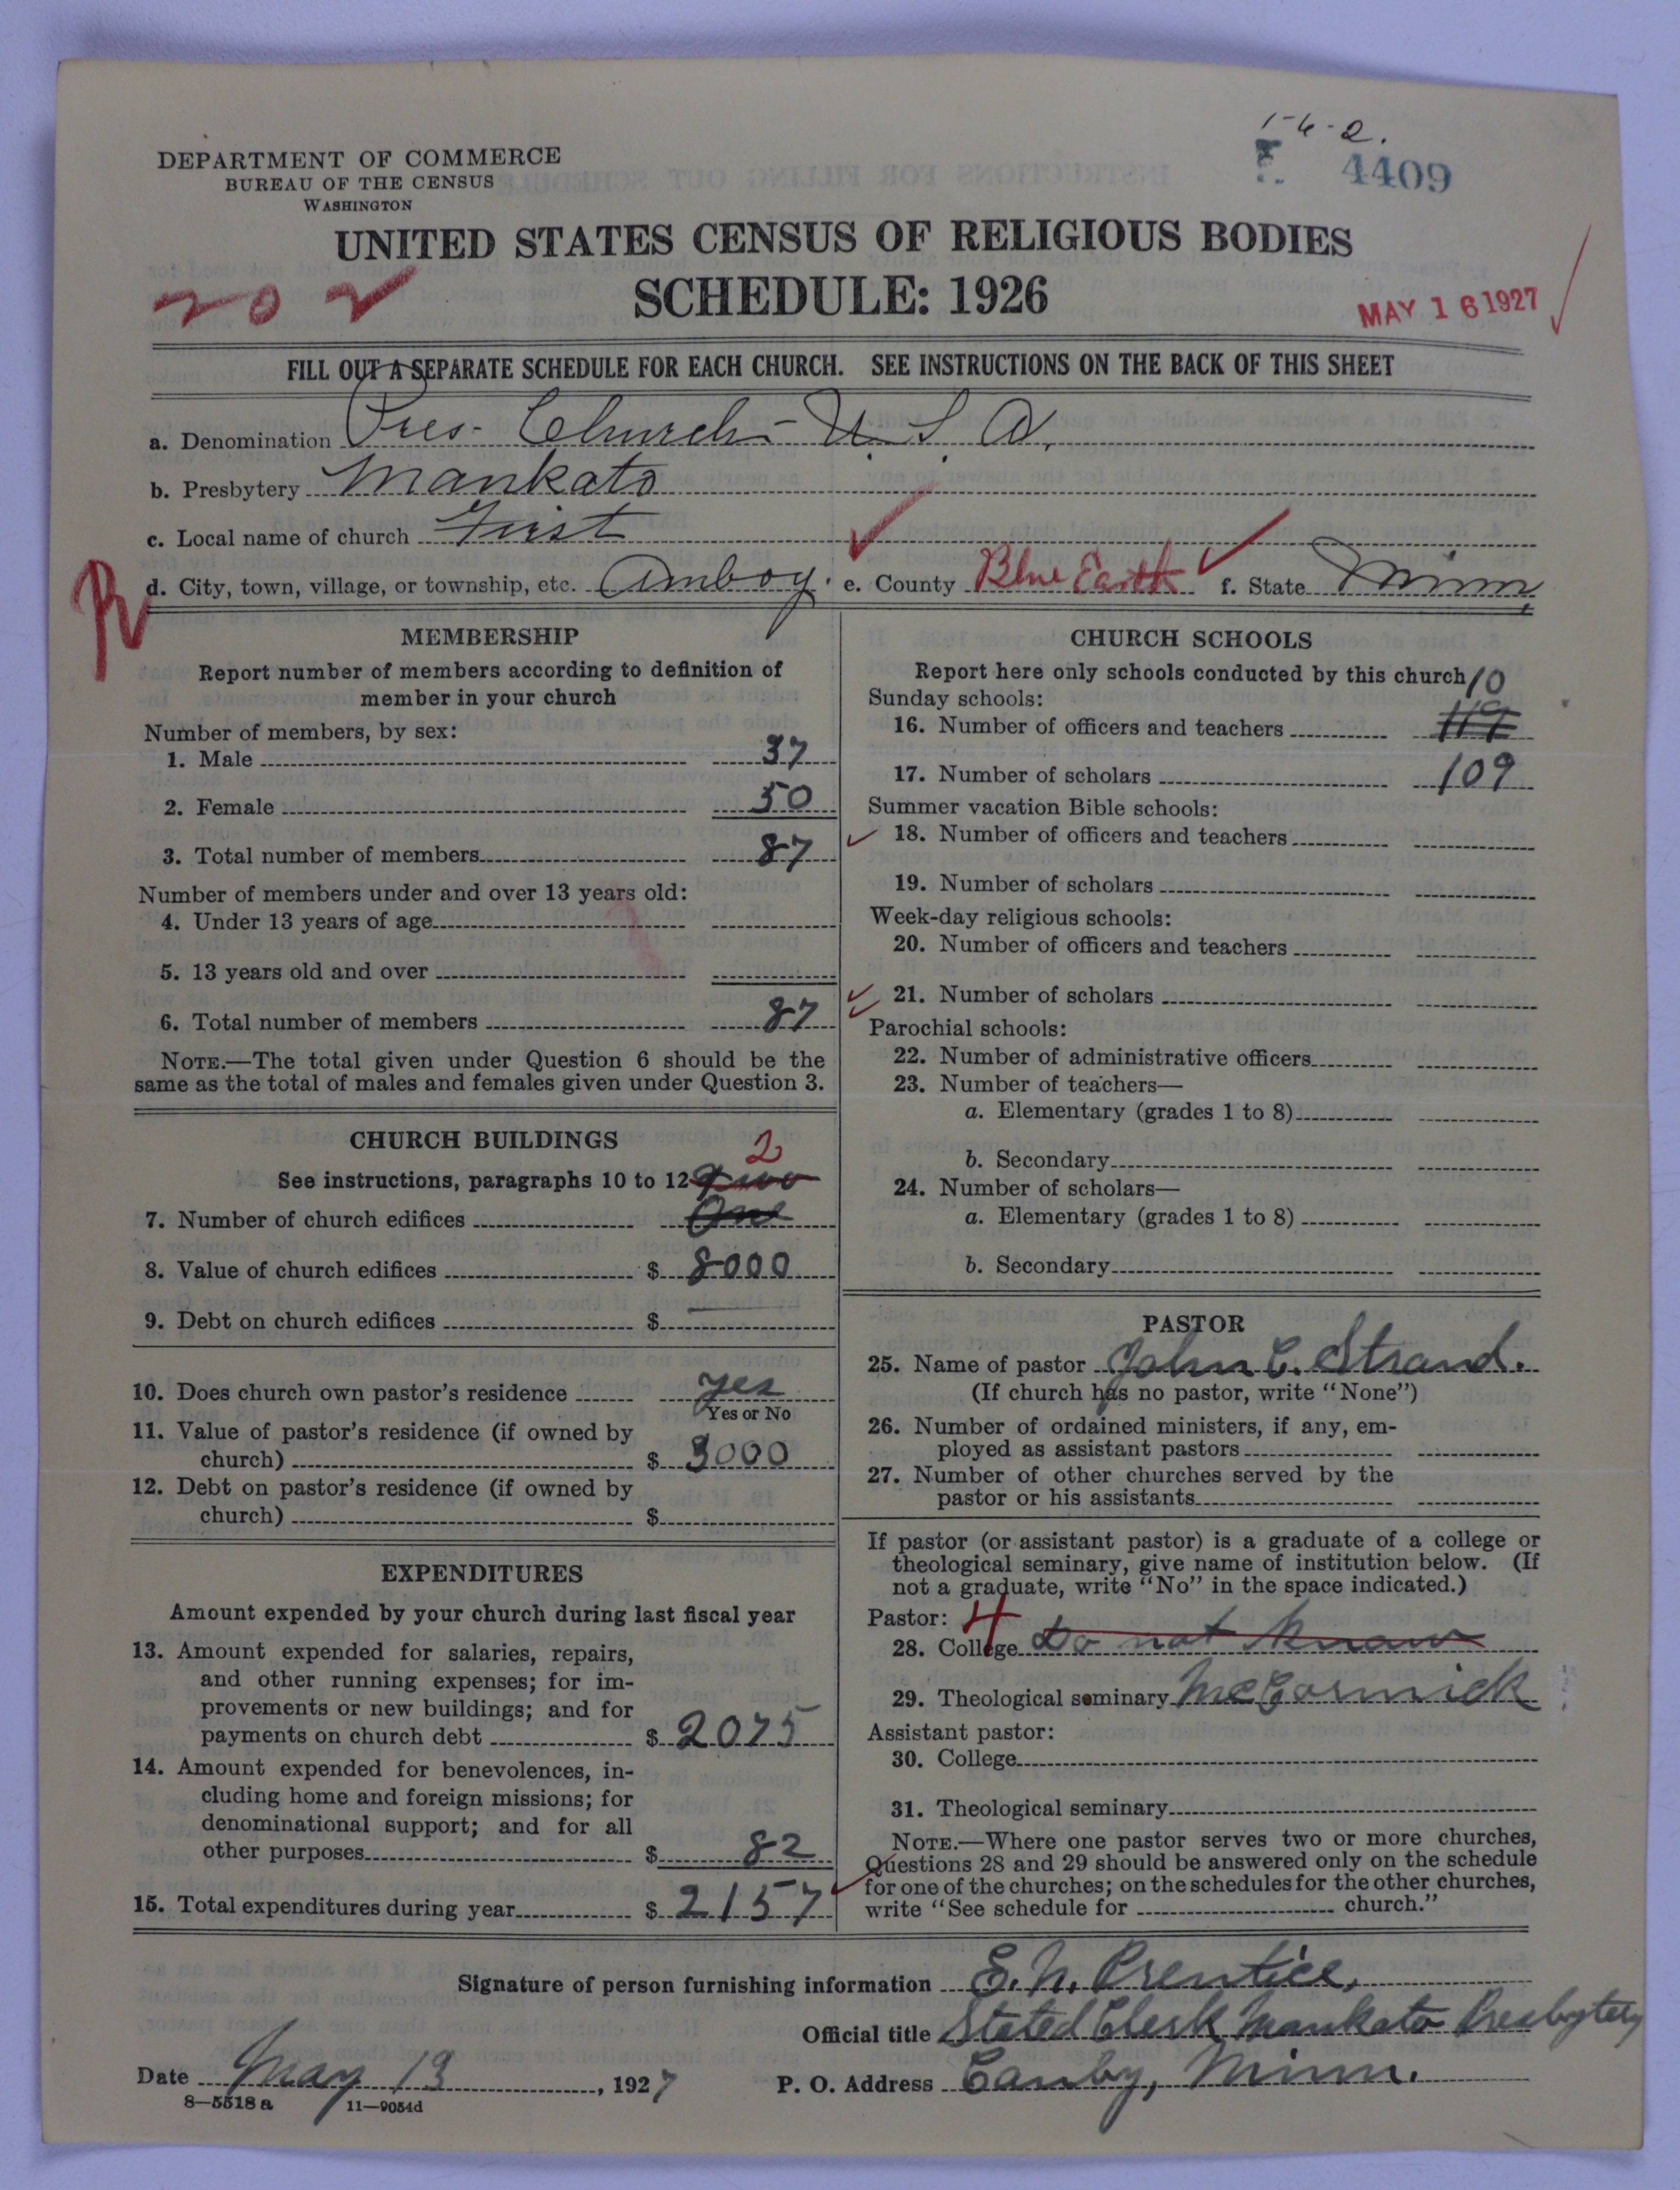 1-6-2.
4409
DEPARTMENT OF COMMERCE
BUREAU OF THE CENSUS
WASHINGTON
UNITED STATES CENSUS OF RELIGIOUS BODIES
SCHEDULE: 1926
202
MAY 16 1927
FILL OUT A SEPARATE SCHEDULE FOR EACH CHURCH. SEE INSTRUCTIONS ON THE BACK OF THIS SHEET
a. Denomination Pres. Church - U. S. A.
b. Presbytery Mankato
c. Local name of church First
R
d. City, town, village, or township, etc. Amboy. e. County Blue Earth f. State Minn,
MEMBERSHIP
Report number of members according to definition of
member in your church
Number of members, by sex:
1. Male 37
2. Female 50
3. Total number of members 87
Number of members under and over 13 years old:
4. Under 13 years of age
5. 13 years old and over
6. Total number of members 87
NOTE.—The total given under Question 6 should be the
same as the total of males and females given under Question 3.
CHURCH BUILDINGS
2
See instructions, paragraphs 10 to 12 Two
7. Number of church edifices One
8. Value of church edifices $ 8000
9. Debt on church edifices $
10. Does church own pastor's residence yes
Yes or No
11. Value of pastor's residence (if owned by
church) $ 3000
12. Debt on pastor's residence (if owned by
church) $
EXPENDITURES
Amount expended by your church during last fiscal year
13. Amount expended for salaries, repairs,
and other running expenses; for im-
provements or new buildings; and for
payments on church debt $ 2075
14. Amount expended for benevolences, in-
cluding home and foreign missions; for
denominational support; and for all
other purposes $ 82
15. Total expenditures during year $ 2157
CHURCH SCHOOLS
Report here only schools conducted by this church
Sunday schools:
10
16. Number of officers and teachers 119
17. Number of scholars 109
Summer vacation Bible schools:
18. Number of officers and teachers
19. Number of scholars
Week-day religious schools:
20. Number of officers and teachers
21. Number of scholars
Parochial schools:
22. Number of administrative officers
23. Number of teachers—
a. Elementary (grades 1 to 8)
b. Secondary
24. Number of scholars—
a. Elementary (grades 1 to 8)
b. Secondary
PASTOR
25. Name of pastor John C. Strand.
(If church has no pastor, write "None")
26. Number of ordained ministers, if any, em-
ployed as assistant pastors
27. Number of other churches served by the
pastor or his assistants
If pastor (or assistant pastor) is a graduate of a college or
theological seminary, give name of institution below. (If
not a graduate, write "No" in the space indicated.)
Pastor: 4
28. College Do not know
29. Theological seminary McCormick
Assistant pastor:
30. College
31. Theological seminary
NOTE.—Where one pastor serves two or more churches,
Questions 28 and 29 should be answered only on the schedule
for one of the churches; on the schedules for the other churches,
write "See schedule for church."
Signature of person furnishing information E. N. Prentice,
Official title Stated Clerk, Mankato Presbytery
Date May 13, 1927 P. O. Address Canby, Minn.
8—5518 a 11—9054d